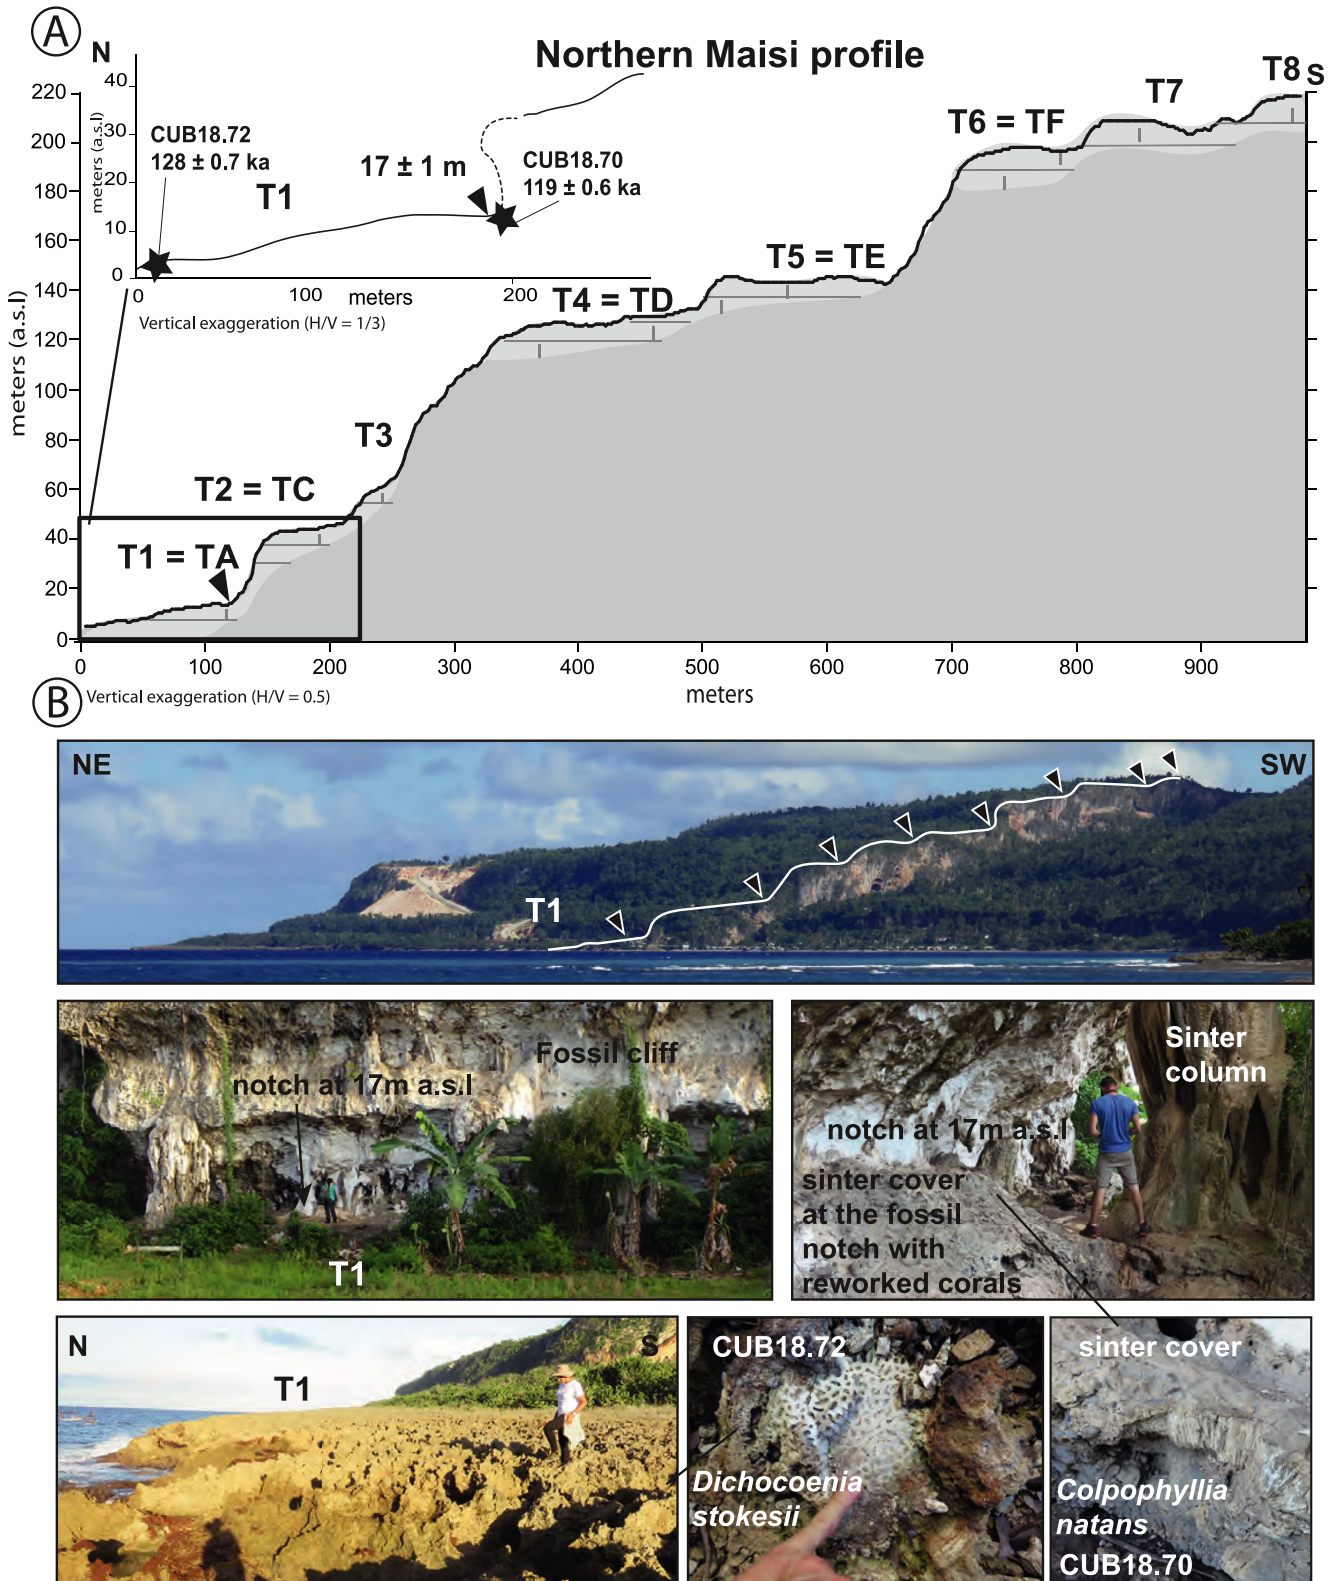 A
Northern Maisi profile
N
40
30
20
10
0
meters (a.s.l)
CUB18.72
128 ± 0.7 ka
T1
17 ± 1 m
CUB18.70
119 ± 0.6 ka
0 100 meters 200
Vertical exaggeration (H/V = 1/3)
T8 S
T7
T6 = TF
T5 = TE
T4 = TD
T3
T2 = TC
T1 = TA
220
200
180
160
140
120
100
80
60
40
20
0
meters (a.s.l)
0 100 200 300 400 500 600 700 800 900
meters
Vertical exaggeration (H/V = 0.5)
B
NE
SW
T1
Fossil cliff
notch at 17m a.s.l
T1
Sinter
column
notch at 17m a.s.l
sinter cover
at the fossil
notch with
reworked corals
N
S
T1
CUB18.72
Dichocoenia
stokesii
sinter cover
Colpophyllia
natans
CUB18.70